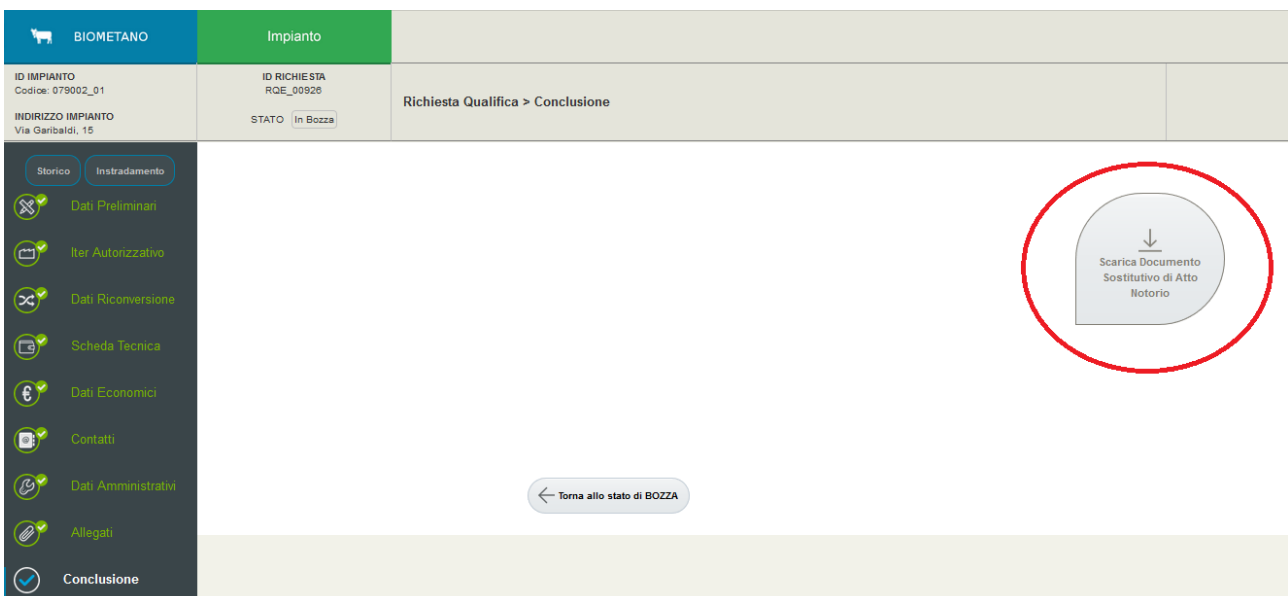 BIOMETANO
Impianto
ID IMPIANTO
Codice: 079002_01
INDIRIZZO IMPIANTO
Via Garibaldi, 15
ID RICHIESTA
RQE_00926
STATO In Bozza
Richiesta Qualifica > Conclusione
Storico
Instradamento
Dati Preliminari
Iter Autorizzativo
Dati Riconversione
Scheda Tecnica
Dati Economici
Contatti
Dati Amministrativi
Allegati
Conclusione
Scarica Documento
Sostitutivo di Atto
Notorio
Torna allo stato di BOZZA